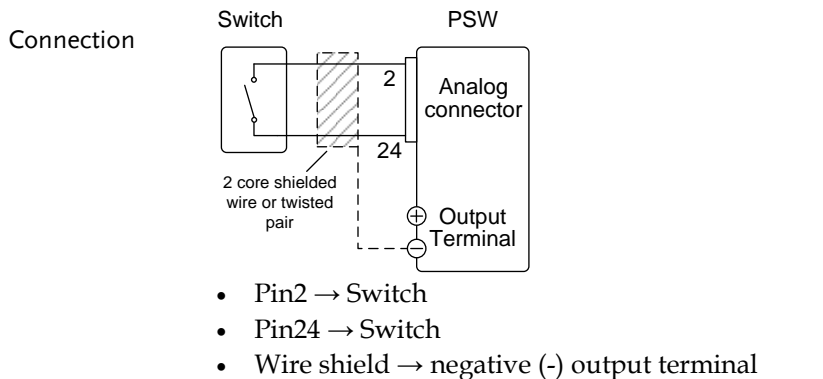 Connection
Switch
PSW
2
Analog
connector
24
2 core shielded
wire or twisted
pair
+
Output
Terminal
−
• Pin2 → Switch
• Pin24 → Switch
• Wire shield → negative (-) output terminal